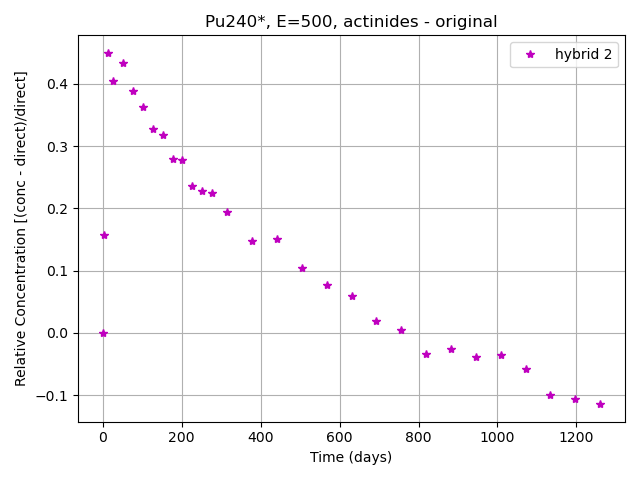 Pu240*, E=500, actinides - original
hybrid 2
Relative Concentration [(conc - direct)/direct]
0.4
0.3
0.2
0.1
0.0
−0.1
0 200 400 600 800 1000 1200
Time (days)